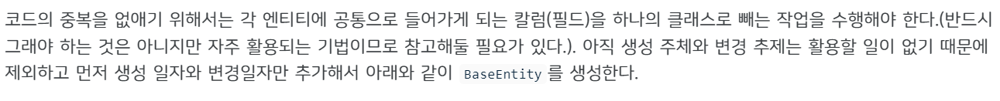 코드의 중복을 없애기 위해서는 각 엔티티에 공통으로 들어가게 되는 칼럼(필드)을 하나의 클래스로 빼는 작업을 수행해야 한다.(반드시
그래야 하는 것은 아니지만 자주 활용되는 기법이므로 참고해둘 필요가 있다.). 아직 생성 주체와 변경 추제는 활용할 일이 없기 때문에
제외하고 먼저 생성 일자와 변경일자만 추가해서 아래와 같이 BaseEntity 를 생성한다.